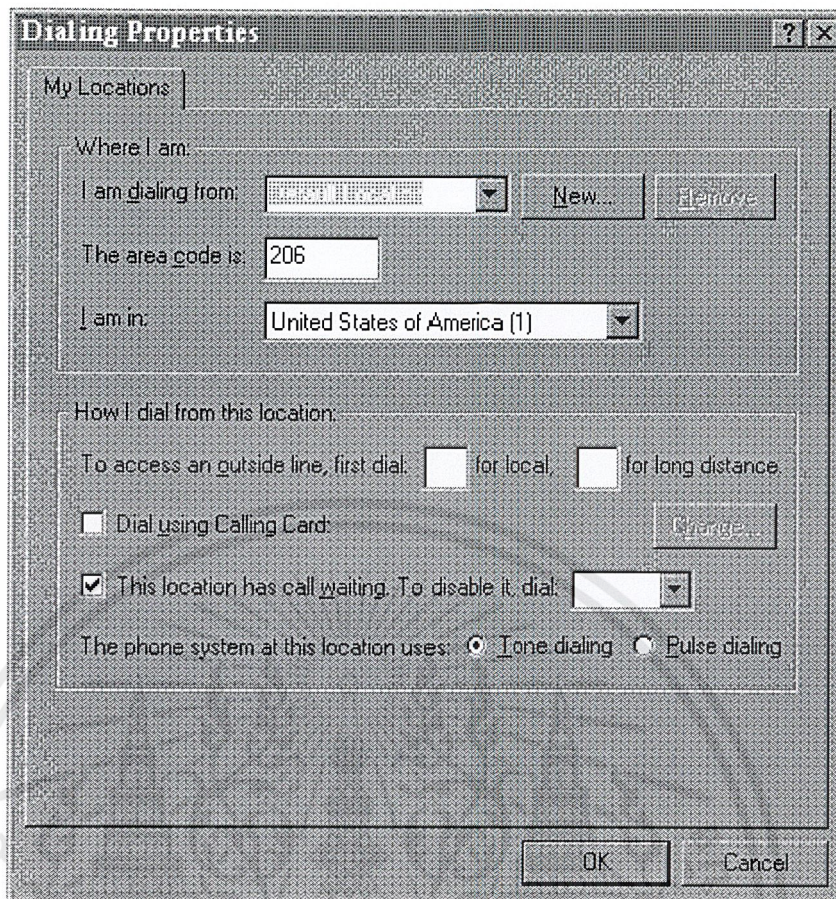 Dialing Properties
My Locations
Where I am:
I am dialing from: New... Remove
The area code is: 206
I am in: United States of America (1)
How I dial from this location:
To access an outside line, first dial: for local, for long distance.
Dial using Calling Card: Change...
This location has call waiting. To disable it, dial:
The phone system at this location uses: Tone dialing Pulse dialing
OK Cancel